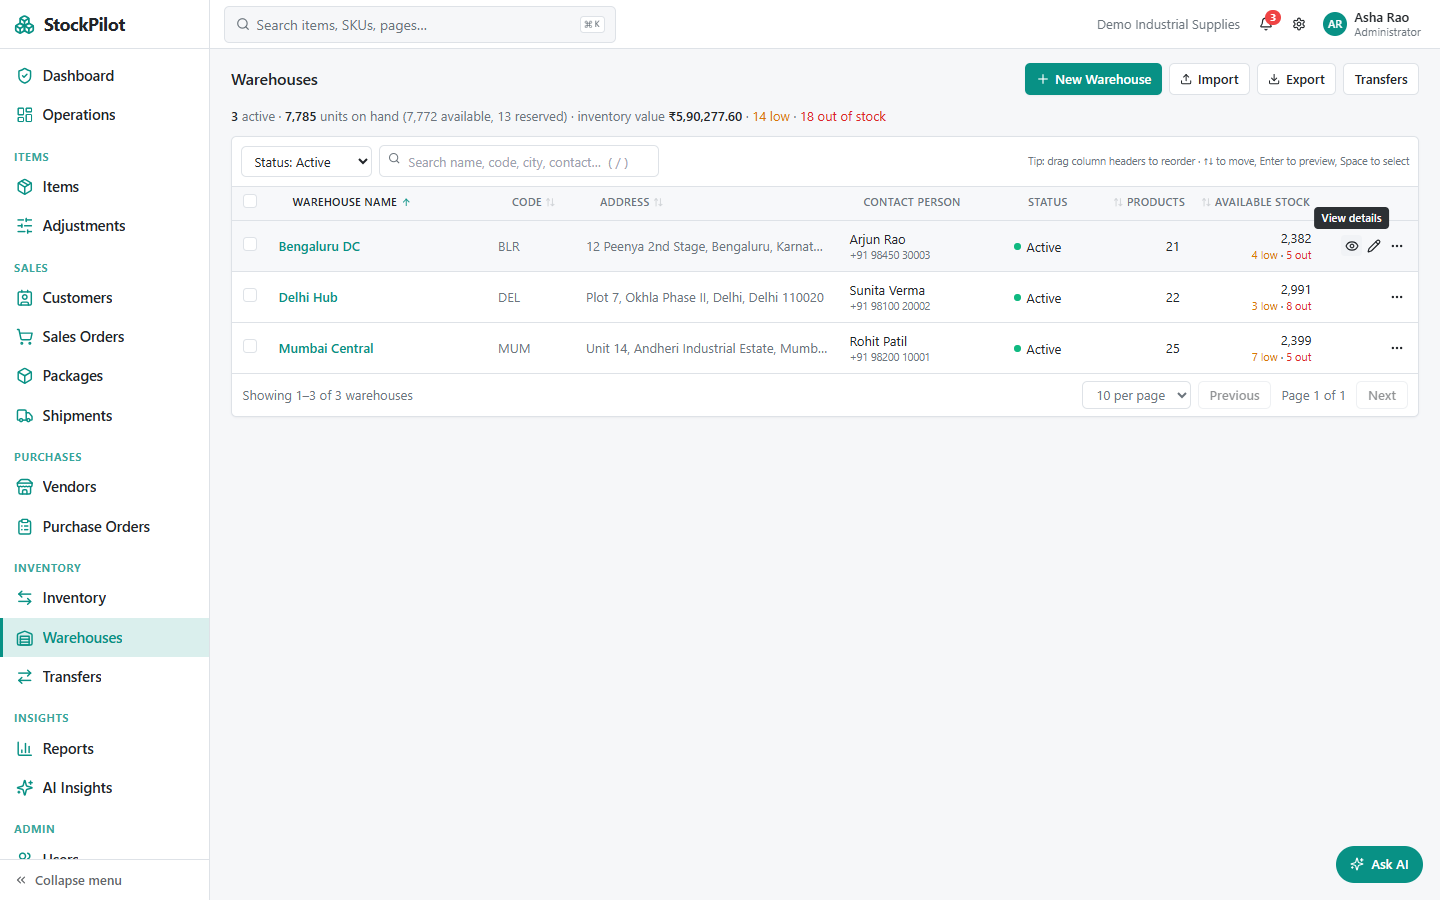 StockPilot
Search items, SKUs, pages...
⌘K
Demo Industrial Supplies
3
AR
Asha Rao
Administrator
Dashboard
Operations
ITEMS
Items
Adjustments
SALES
Customers
Sales Orders
Packages
Shipments
PURCHASES
Vendors
Purchase Orders
INVENTORY
Inventory
Warehouses
Transfers
INSIGHTS
Reports
AI Insights
ADMIN
Users
Collapse menu
Warehouses
New Warehouse
Import
Export
Transfers
3 active · 7,785 units on hand (7,772 available, 13 reserved) · inventory value ₹5,90,277.60 · 14 low · 18 out of stock
Status: Active
Search name, code, city, contact... ( / )
Tip: drag column headers to reorder · ↑↓ to move, Enter to preview, Space to select
WAREHOUSE NAME ↑ CODE ↑↓ ADDRESS ↑↓ CONTACT PERSON STATUS ↑↓ PRODUCTS ↑↓ AVAILABLE STOCK
View details
Bengaluru DC BLR 12 Peenya 2nd Stage, Bengaluru, Karnat... Arjun Rao Active 21 2,382
+91 98450 30003 4 low · 5 out
Delhi Hub DEL Plot 7, Okhla Phase II, Delhi, Delhi 110020 Sunita Verma Active 22 2,991
+91 98100 20002 3 low · 8 out
Mumbai Central MUM Unit 14, Andheri Industrial Estate, Mumb... Rohit Patil Active 25 2,399
+91 98200 10001 7 low · 5 out
Showing 1–3 of 3 warehouses
10 per page
Previous
Page 1 of 1
Next
Ask AI